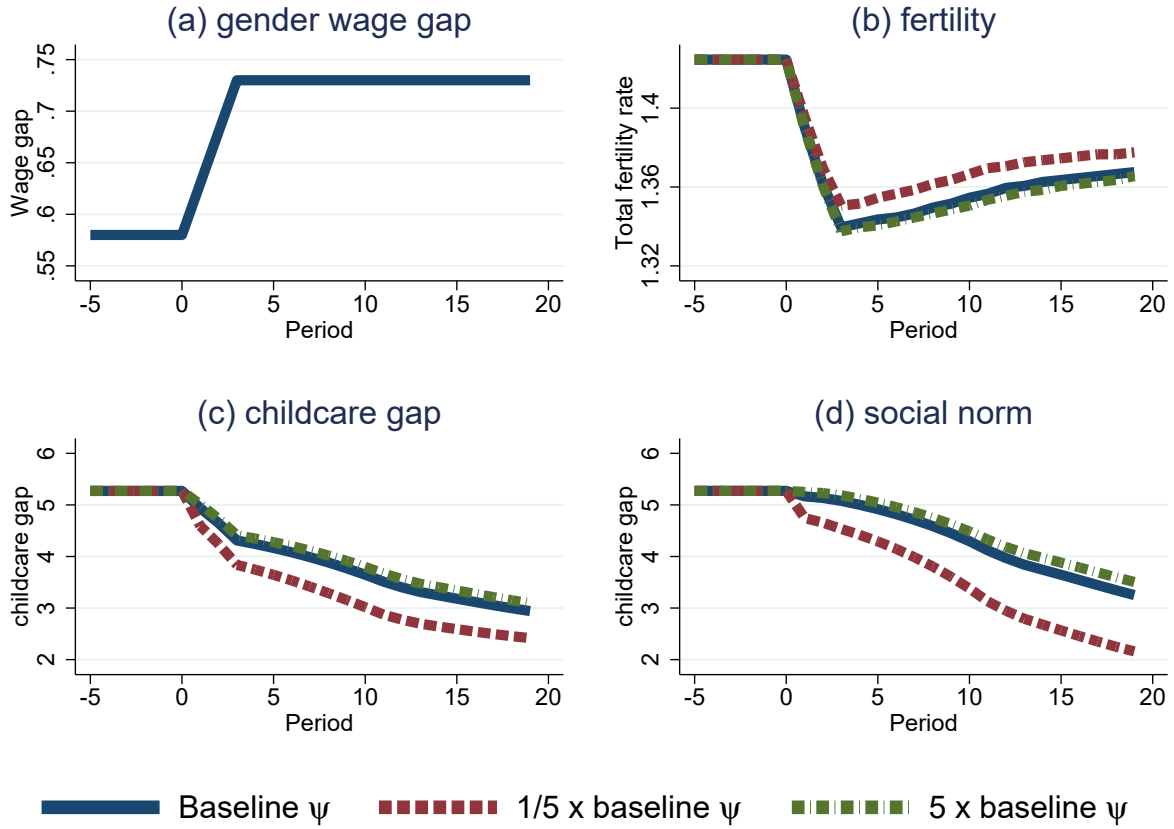 (a) gender wage gap
Wage gap
.75
.7
.65
.6
.55
-5 0 5 10 15 20
Period
(b) fertility
Total fertility rate
1.4
1.36
1.32
-5 0 5 10 15 20
Period
(c) childcare gap
childcare gap
6
5
4
3
2
-5 0 5 10 15 20
Period
(d) social norm
childcare gap
6
5
4
3
2
-5 0 5 10 15 20
Period
Baseline ψ 1/5 x baseline ψ 5 x baseline ψ